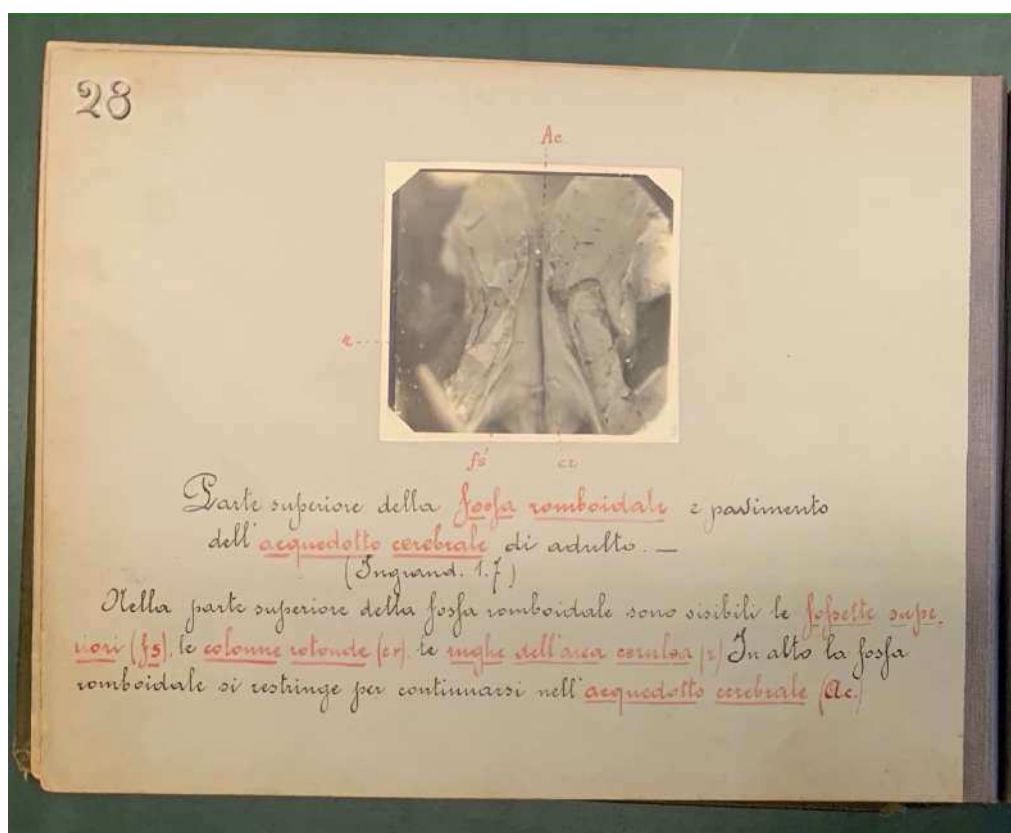 28
Ac.
r
fs
cr
Parte superiore della fossa romboidale e pavimento
dell'acquedotto cerebrale di adulto. —
(Ingrand. 1.7)
Nella parte superiore della fossa romboidale sono visibili le fossette supe-
riori (fs), le colonne rotonde (cr), le rughe dell'area cerulea (r) In alto la fossa
romboidale si restringe per continuarsi nell'acquedotto cerebrale (Ac.)